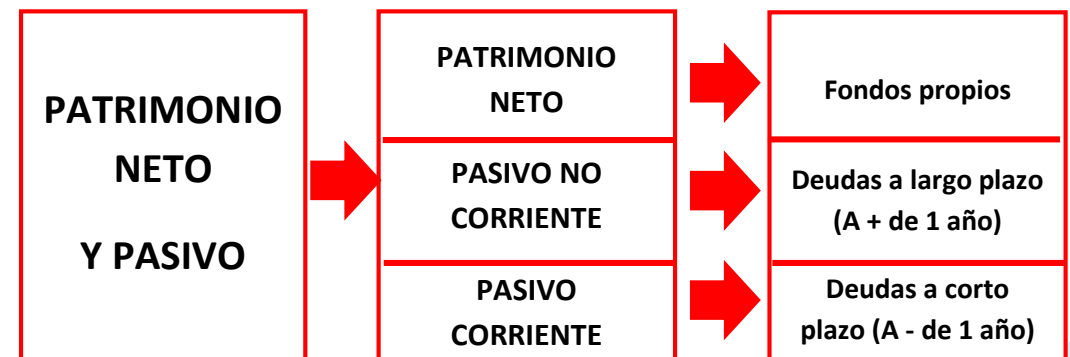 PATRIMONIO
NETO
Y PASIVO
PATRIMONIO
NETO
Fondos propios
PASIVO NO
CORRIENTE
Deudas a largo plazo
(A + de 1 año)
PASIVO
CORRIENTE
Deudas a corto
plazo (A - de 1 año)